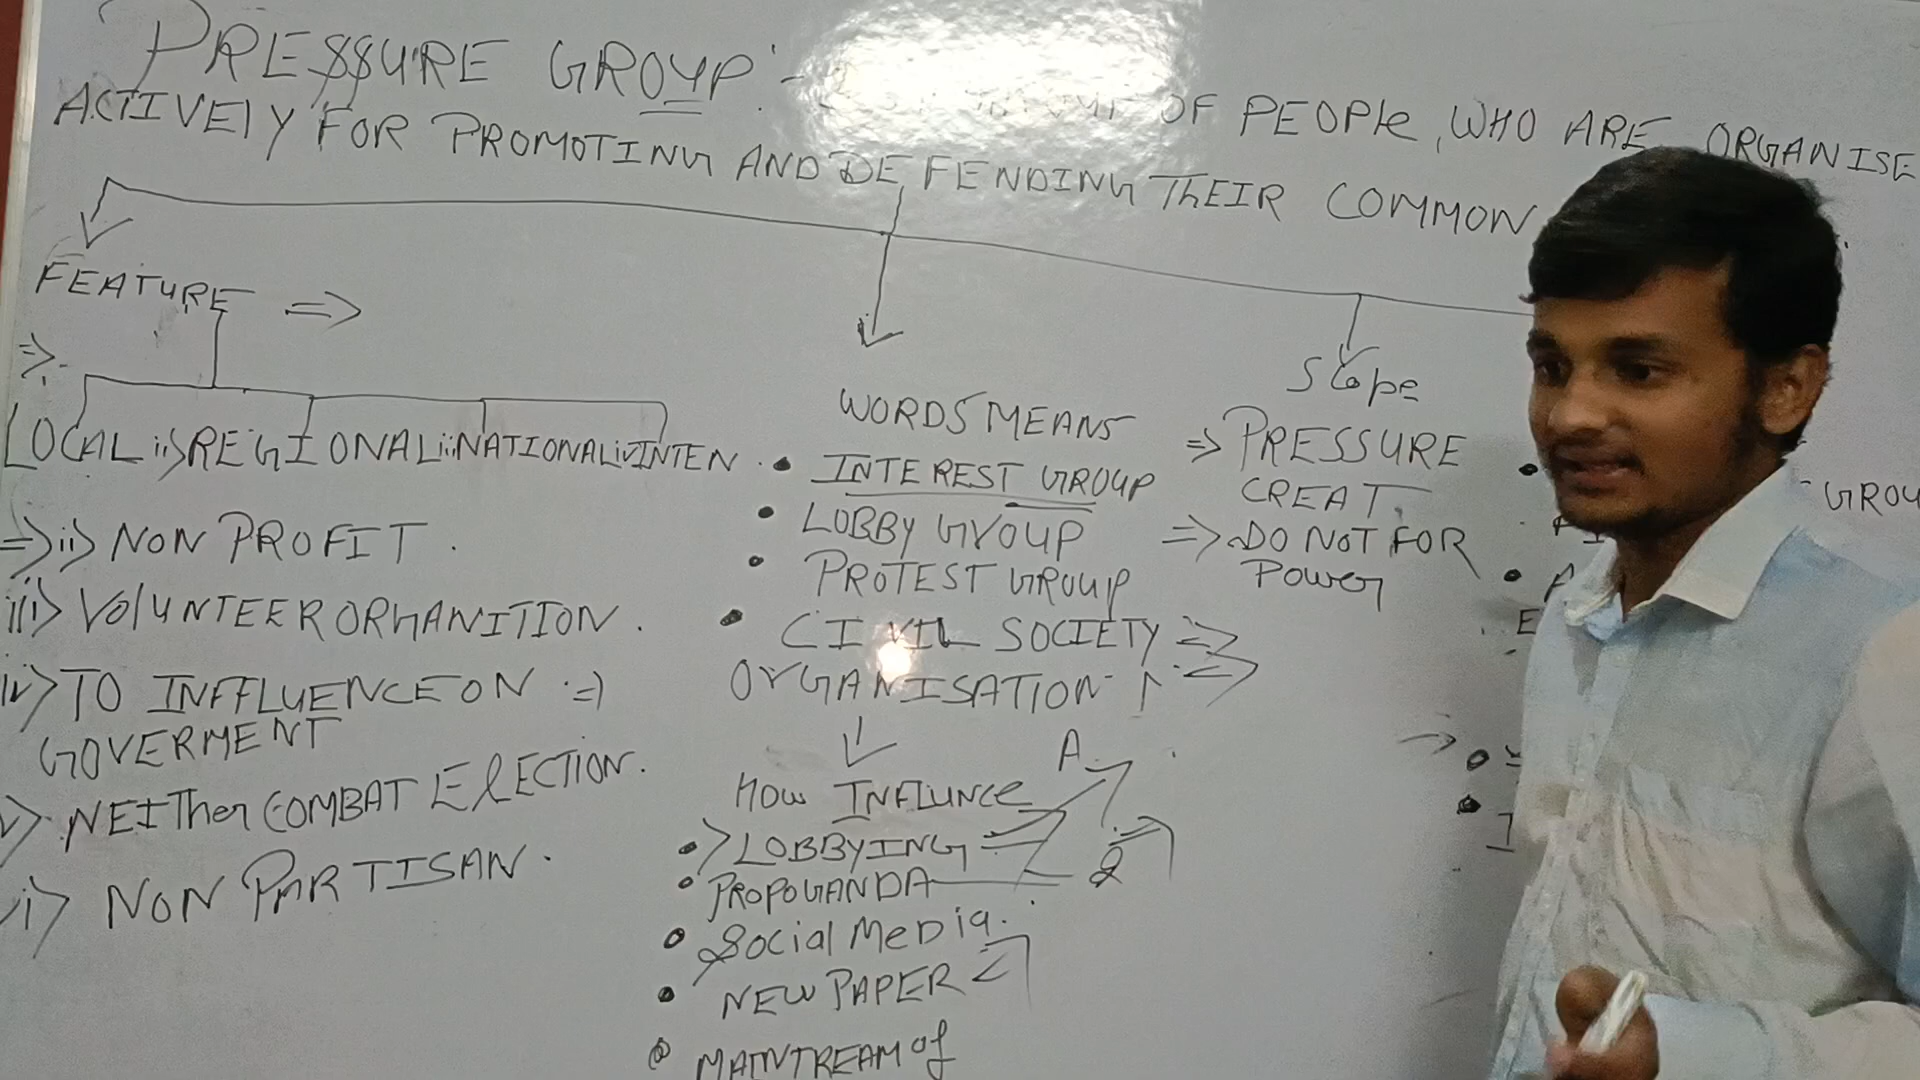 PRESSURE GROUP :-
OF PEOPLE, WHO ARE ORGANISE
ACTIVELY FOR PROMOTING AND DEFENDING THEIR COMMON
FEATURE ⇒
⇒
LOCAL ii) REGIONAL iii NATIONAL iv INTEN
⇒ ii) NON PROFIT.
iii) VOLUNTEER ORGANITION.
iv) TO INFFLUENCE ON ⇒
GOVERMENT
v) NEITHER COMBAT ELECTION.
vi) NON PARTISAN.
WORDS MEANS
• INTEREST GROUP
• LOBBY GROUP
• PROTEST GROUP
• CIVIL SOCIETY ⇒
ORGANISATION
HOW INFLUNCE
•> LOBBYING
• PROPOGANDA
• SOCIAL MEDIA.
• NEW PAPER
• MAINTREAM OF
A
2
SCOPE
⇒ PRESSURE
CREAT.
⇒ DO NOT FOR
POWER
GROU